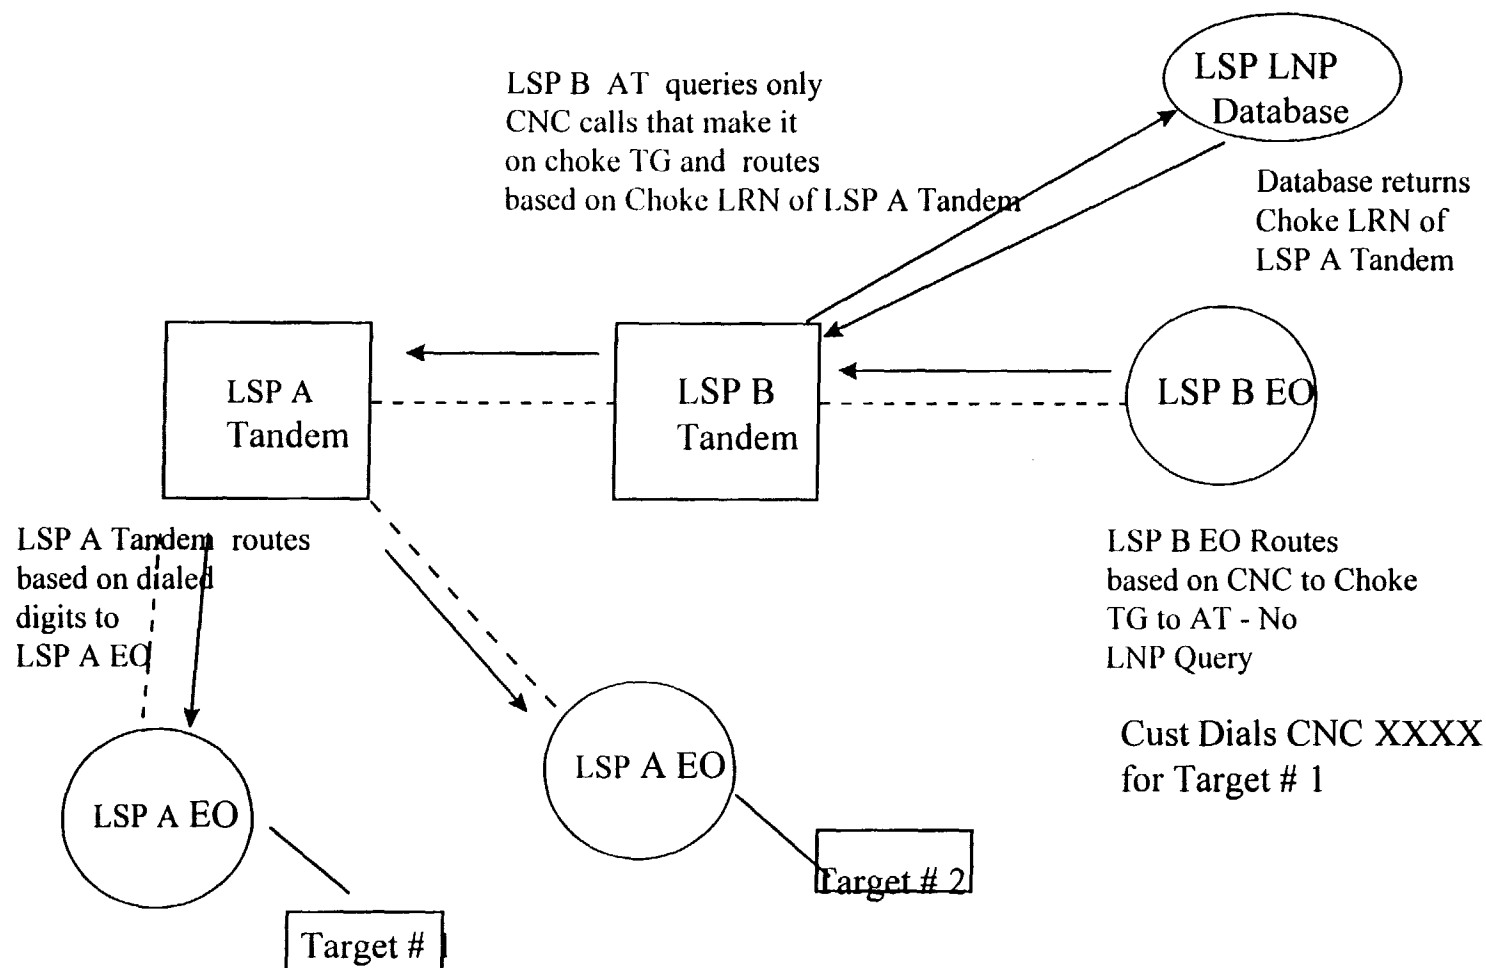 LSP LNP
Database
LSP B AT queries only
CNC calls that make it
on choke TG and routes
based on Choke LRN of LSP A Tandem
Database returns
Choke LRN of
LSP A Tandem
LSP A
Tandem
LSP B
Tandem
LSP B EO
LSP A Tandem routes
based on dialed
digits to
LSP A EO
LSP B EO Routes
based on CNC to Choke
TG to AT - No
LNP Query
Cust Dials CNC XXXX
for Target # 1
LSP A EO
LSP A EO
Target # 2
Target # 1